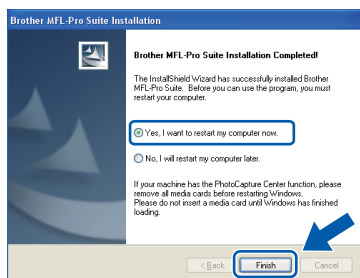 Brother MFL-Pro Suite Installation
Brother MFL-Pro Suite Installation Completed!
The InstallShield Wizard has successfully installed Brother
MFL-Pro Suite. Before you can use the program, you must
restart your computer.
Yes, I want to restart my computer now.
No, I will restart my computer later.
If your machine has the PhotoCapture Center function, please
remove all media cards before restarting Windows.
Please do not insert a media card until Windows has finished
loading.
< Back Finish Cancel